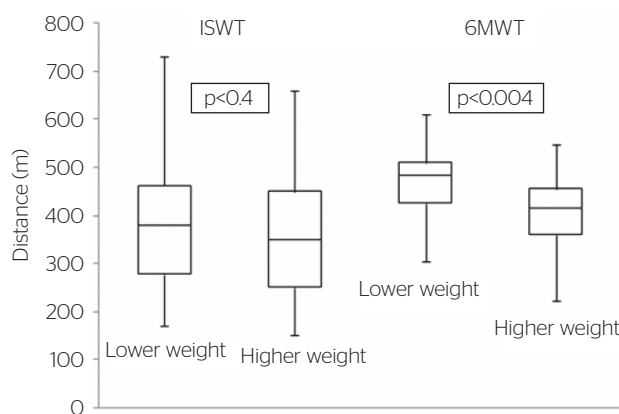 800
ISWT
6MWT
700
p<0.4
p<0.004
600
500
Distance (m)
400
300
Lower weight
200
Higher weight
Lower weight
Higher weight
100
0